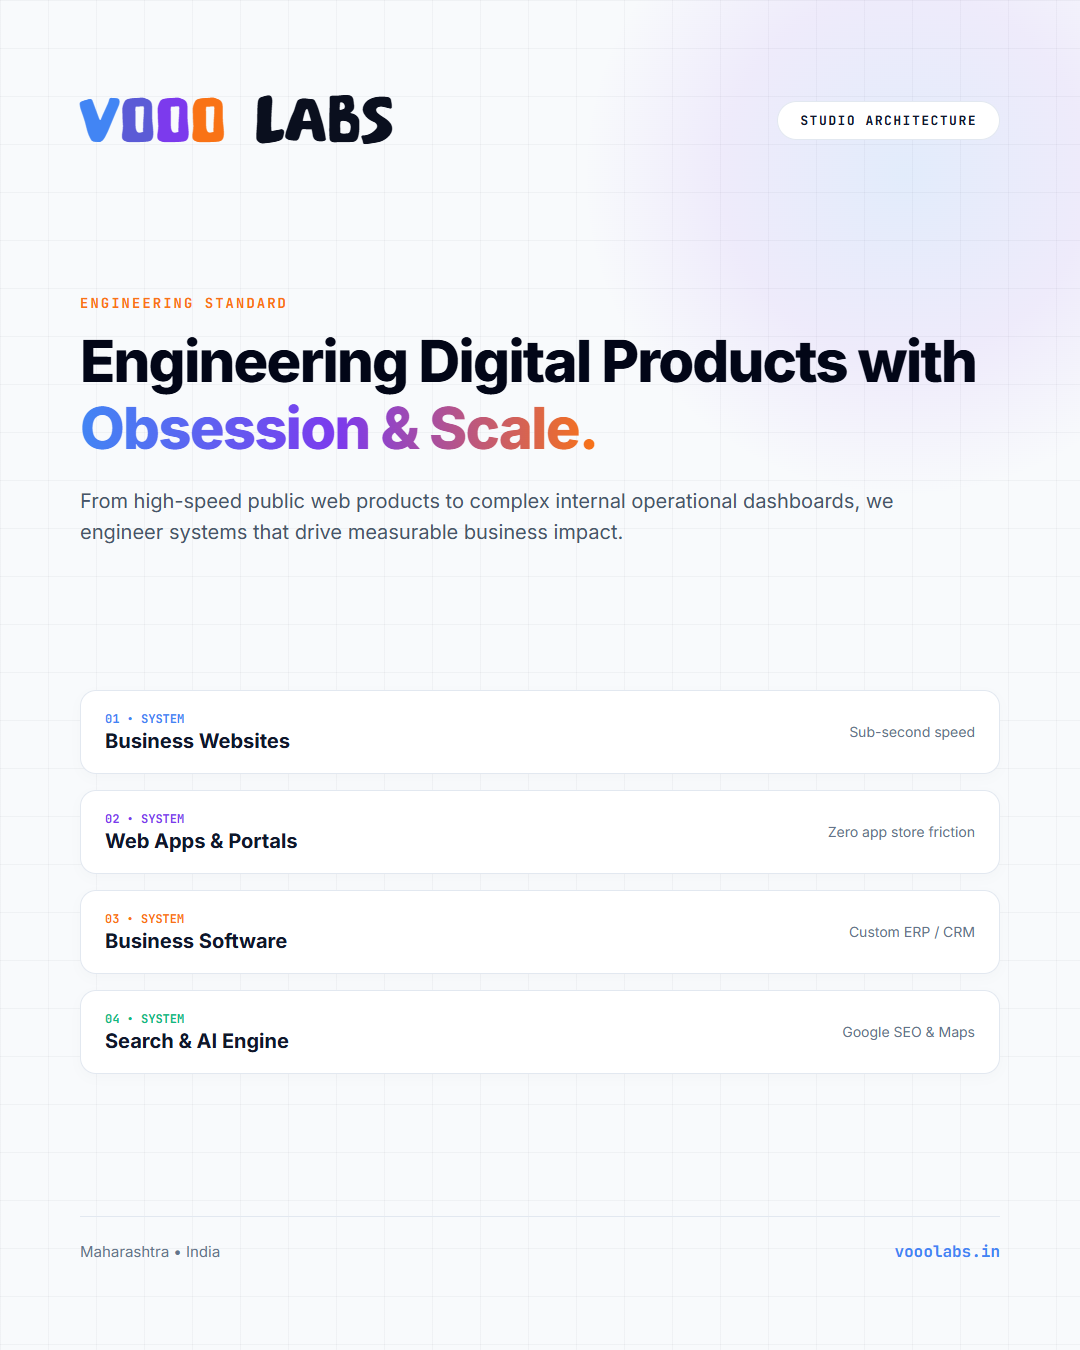 VOOO LABS
STUDIO ARCHITECTURE
ENGINEERING STANDARD
Engineering Digital Products with
Obsession & Scale.
From high-speed public web products to complex internal operational dashboards, we
engineer systems that drive measurable business impact.
01 • SYSTEM
Business Websites
Sub-second speed
02 • SYSTEM
Web Apps & Portals
Zero app store friction
03 • SYSTEM
Business Software
Custom ERP / CRM
04 • SYSTEM
Search & AI Engine
Google SEO & Maps
Maharashtra • India
vooolabs.in